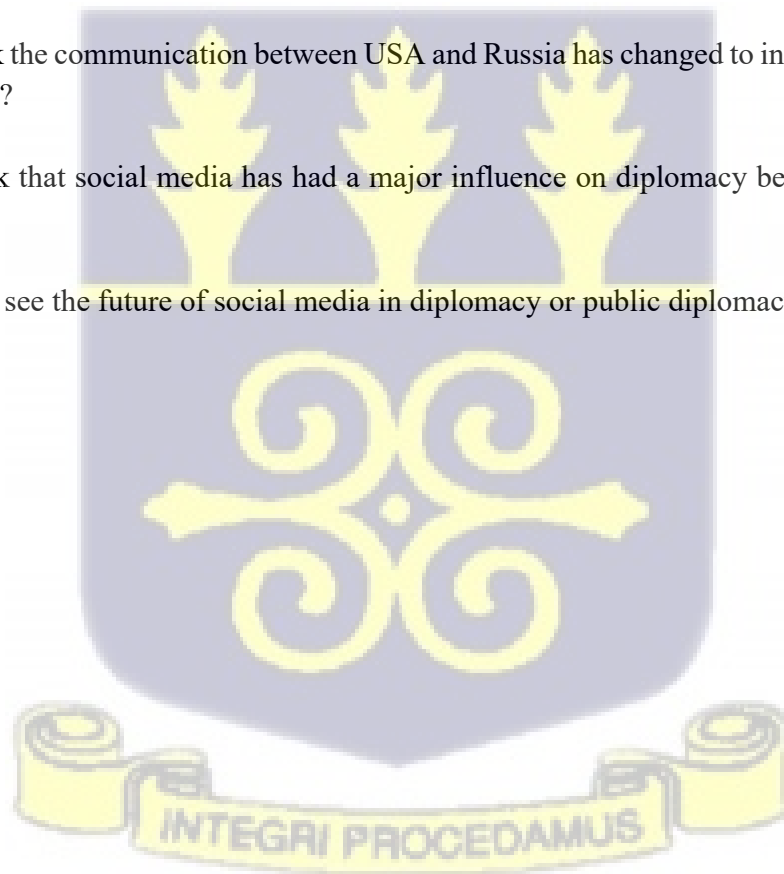 the communication between USA and Russia has changed to in
?
that social media has had a major influence on diplomacy be
see the future of social media in diplomacy or public diplomac
INTEGRI PROCEDAMUS